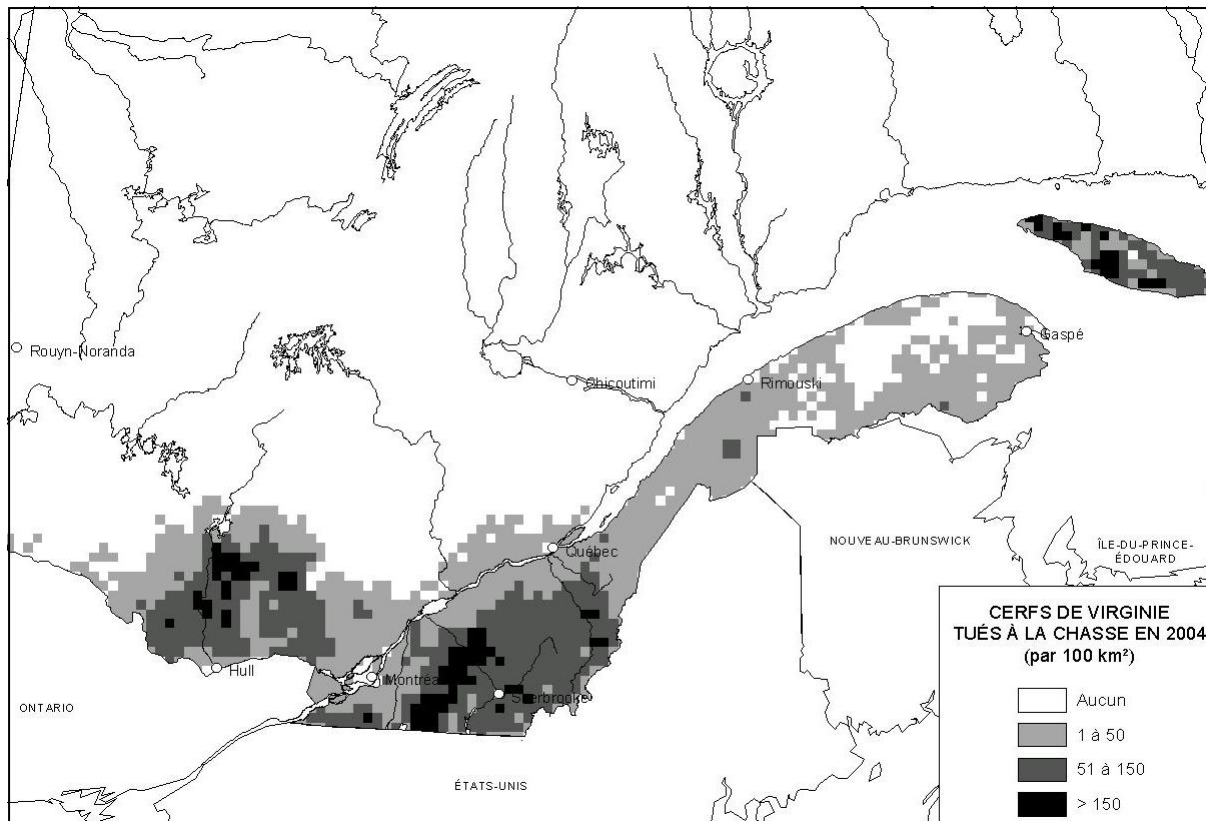 Rouyn-Noranda
Chicoutimi
Rimouski
Gaspé
Québec
NOUVEAU-BRUNSWICK
ÎLE-DU-PRINCE-
ÉDOUARD
Hull
Montréal
Sherbrooke
ONTARIO
ÉTATS-UNIS
CERFS DE VIRGINIE
TUÉS À LA CHASSE EN 2004
(par 100 km²)
Aucun
1 à 50
51 à 150
> 150